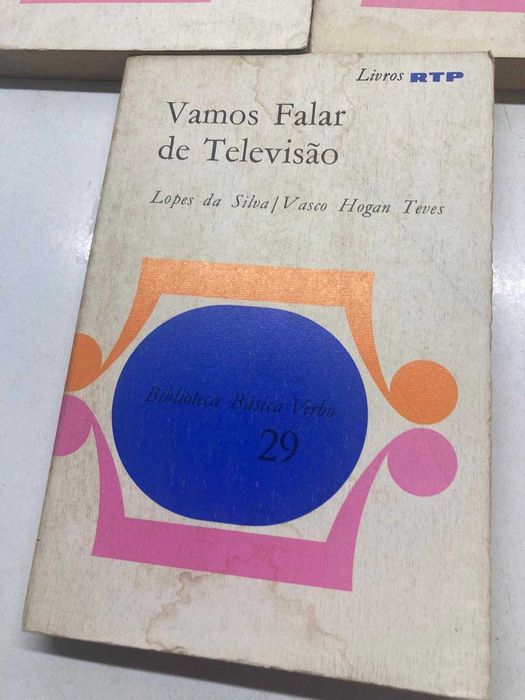 Livros RTP
Vamos Falar
de Televisão
Lopes da Silva/Vasco Hogan Teves
Biblioteca Básica Verbo
29